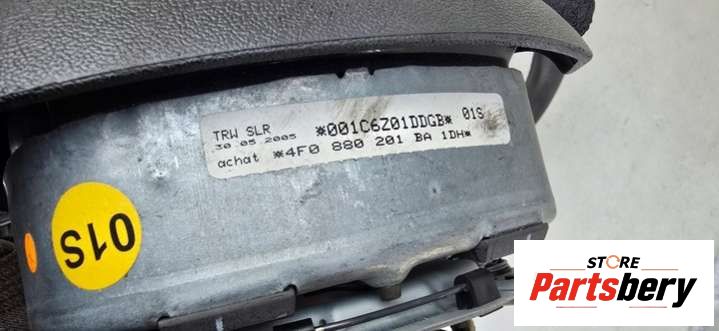 TRW SLR *001C6Z01DDGB* 01S
30.05.2005
achat *4F0 880 201 BA 1DH*
01S
STORE
Partsbery